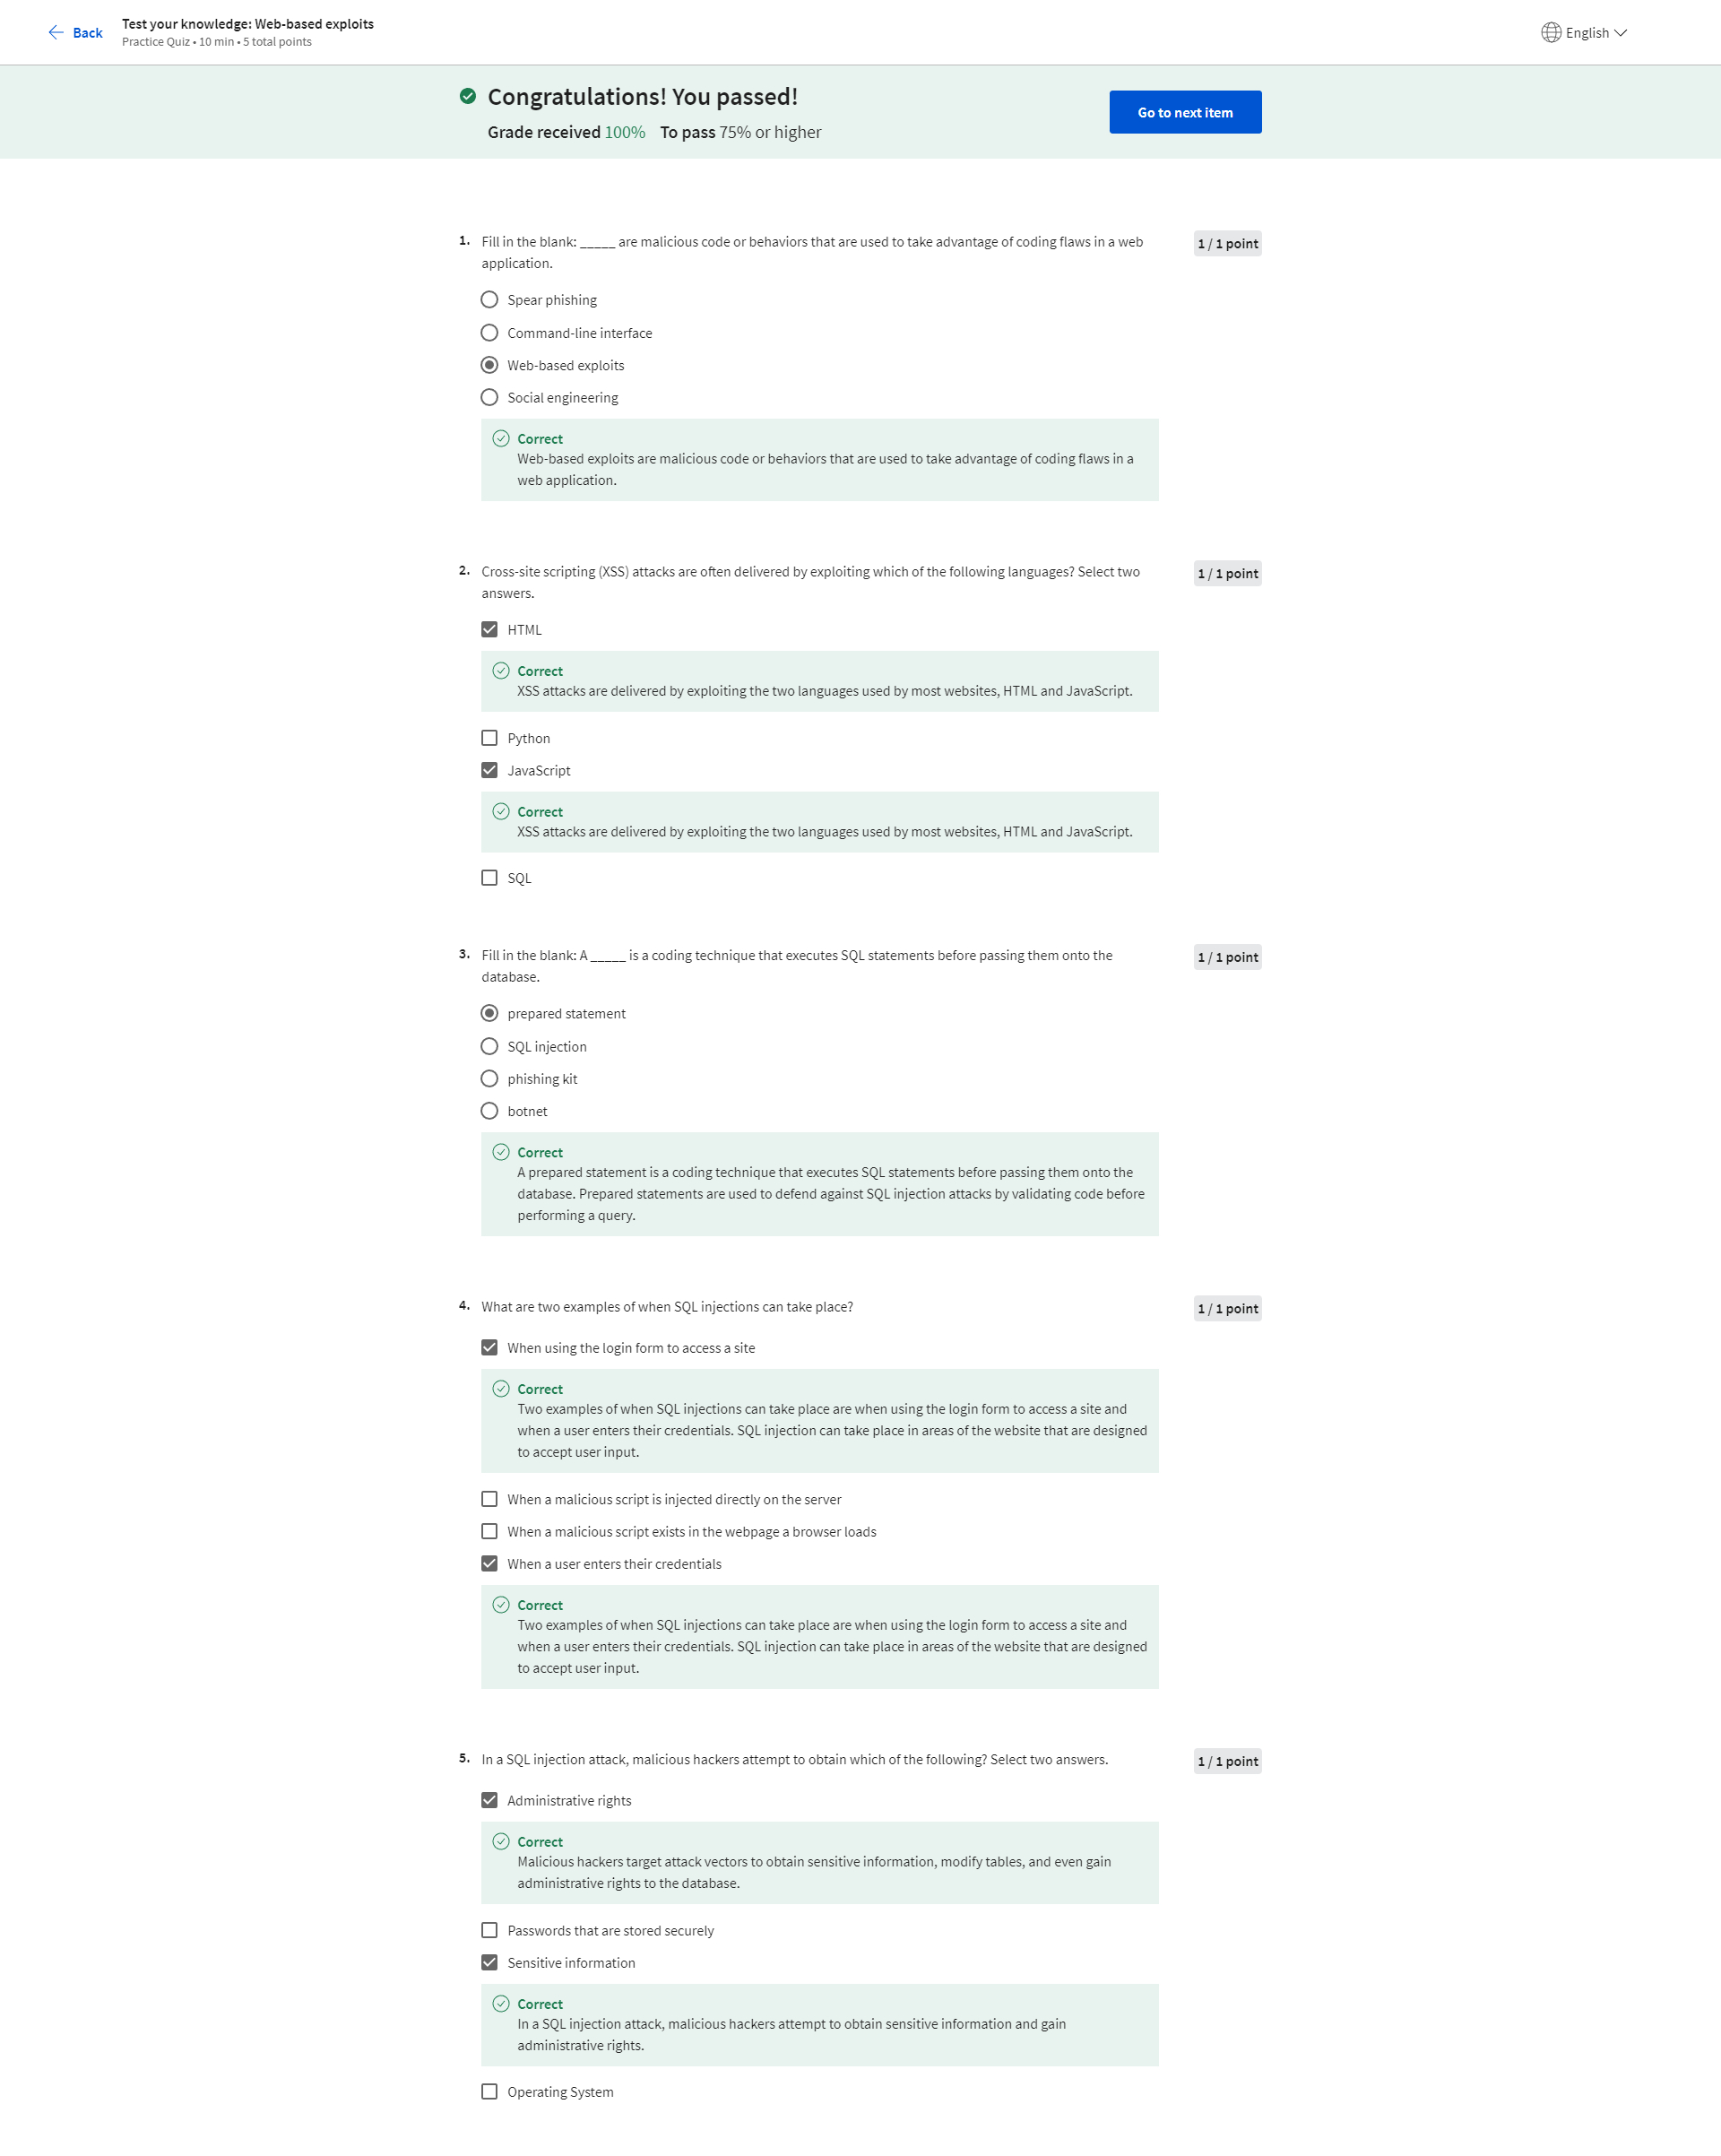 Back
Test your knowledge: Web-based exploits
Practice Quiz • 10 min • 5 total points
English
Congratulations! You passed!
Grade received 100% To pass 75% or higher
Go to next item
1. Fill in the blank: _____ are malicious code or behaviors that are used to take advantage of coding flaws in a web
application.
1 / 1 point
Spear phishing
Command-line interface
Web-based exploits
Social engineering
Correct
Web-based exploits are malicious code or behaviors that are used to take advantage of coding flaws in a
web application.
2. Cross-site scripting (XSS) attacks are often delivered by exploiting which of the following languages? Select two
answers.
1 / 1 point
HTML
Correct
XSS attacks are delivered by exploiting the two languages used by most websites, HTML and JavaScript.
Python
JavaScript
Correct
XSS attacks are delivered by exploiting the two languages used by most websites, HTML and JavaScript.
SQL
3. Fill in the blank: A _____ is a coding technique that executes SQL statements before passing them onto the
database.
1 / 1 point
prepared statement
SQL injection
phishing kit
botnet
Correct
A prepared statement is a coding technique that executes SQL statements before passing them onto the
database. Prepared statements are used to defend against SQL injection attacks by validating code before
performing a query.
4. What are two examples of when SQL injections can take place?
1 / 1 point
When using the login form to access a site
Correct
Two examples of when SQL injections can take place are when using the login form to access a site and
when a user enters their credentials. SQL injection can take place in areas of the website that are designed
to accept user input.
When a malicious script is injected directly on the server
When a malicious script exists in the webpage a browser loads
When a user enters their credentials
Correct
Two examples of when SQL injections can take place are when using the login form to access a site and
when a user enters their credentials. SQL injection can take place in areas of the website that are designed
to accept user input.
5. In a SQL injection attack, malicious hackers attempt to obtain which of the following? Select two answers.
1 / 1 point
Administrative rights
Correct
Malicious hackers target attack vectors to obtain sensitive information, modify tables, and even gain
administrative rights to the database.
Passwords that are stored securely
Sensitive information
Correct
In a SQL injection attack, malicious hackers attempt to obtain sensitive information and gain
administrative rights.
Operating System